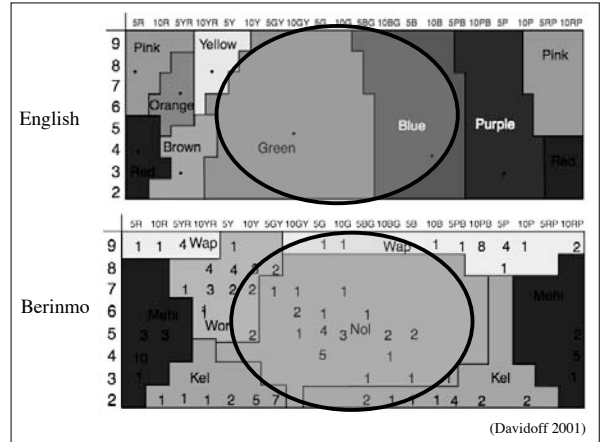 5R 10R 5YR 10YR 5Y 10Y 5GY 10GY 5G 10G 5BG 10BG 5B 10B 5PB 10PB 5P 10P 5RP 10RP
9 Pink Yellow
8 Pink
7
6 Orange
English
5 Blue Purple
4 Brown Green
3 Red Red
2
5R 10R 5YR 10YR 5Y 10Y 5GY 10GY 5G 10G 5BG 10BG 5B 10B 5PB 10PB 5P 10P 5RP 10RP
9 1 1 4 Wap 1 1 1 Wap 1 1 8 4 1 2
8 4 4 2 1
7 1 3 2 2 1 1 1 Mehi
Berinmo
6 Mehi 1 2 1 1
5 3 3 Wor 2 1 4 3 Nol 2 2
4 10 5 1 5
3 1 Kel 1 1 1 Kel 1
2 2 1 1 1 2 5 7 2 1 1 4 2 2
(Davidoff 2001)